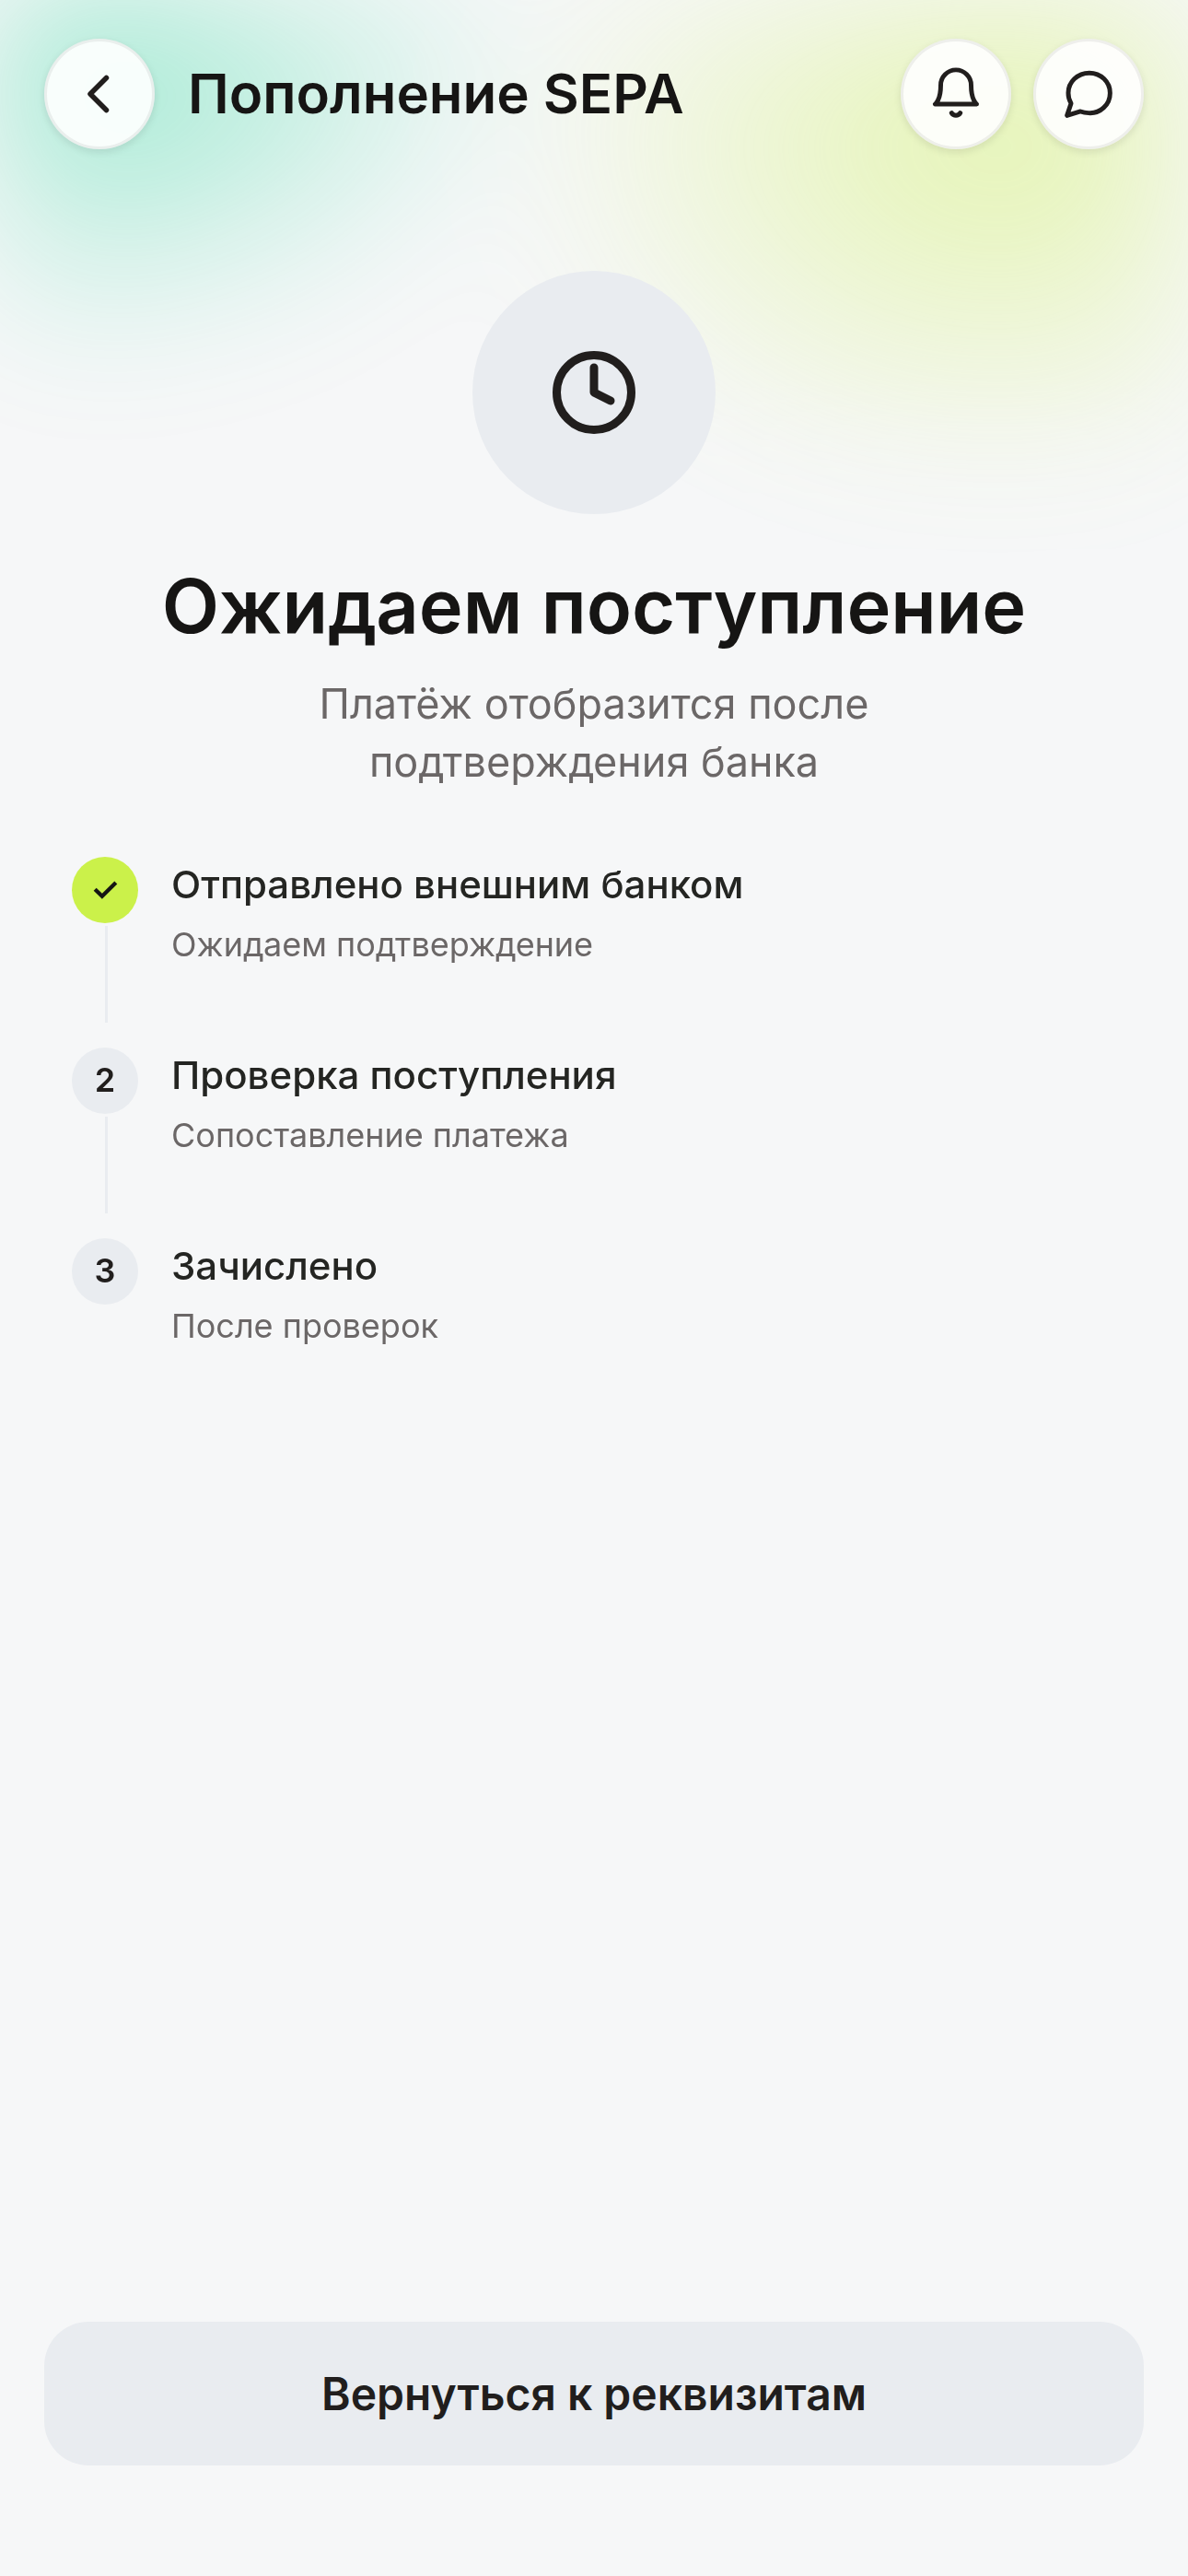 Пополнение SEPA
Ожидаем поступление
Платёж отобразится после
подтверждения банка
Отправлено внешним банком
Ожидаем подтверждение
2
Проверка поступления
Сопоставление платежа
3
Зачислено
После проверок
Вернуться к реквизитам